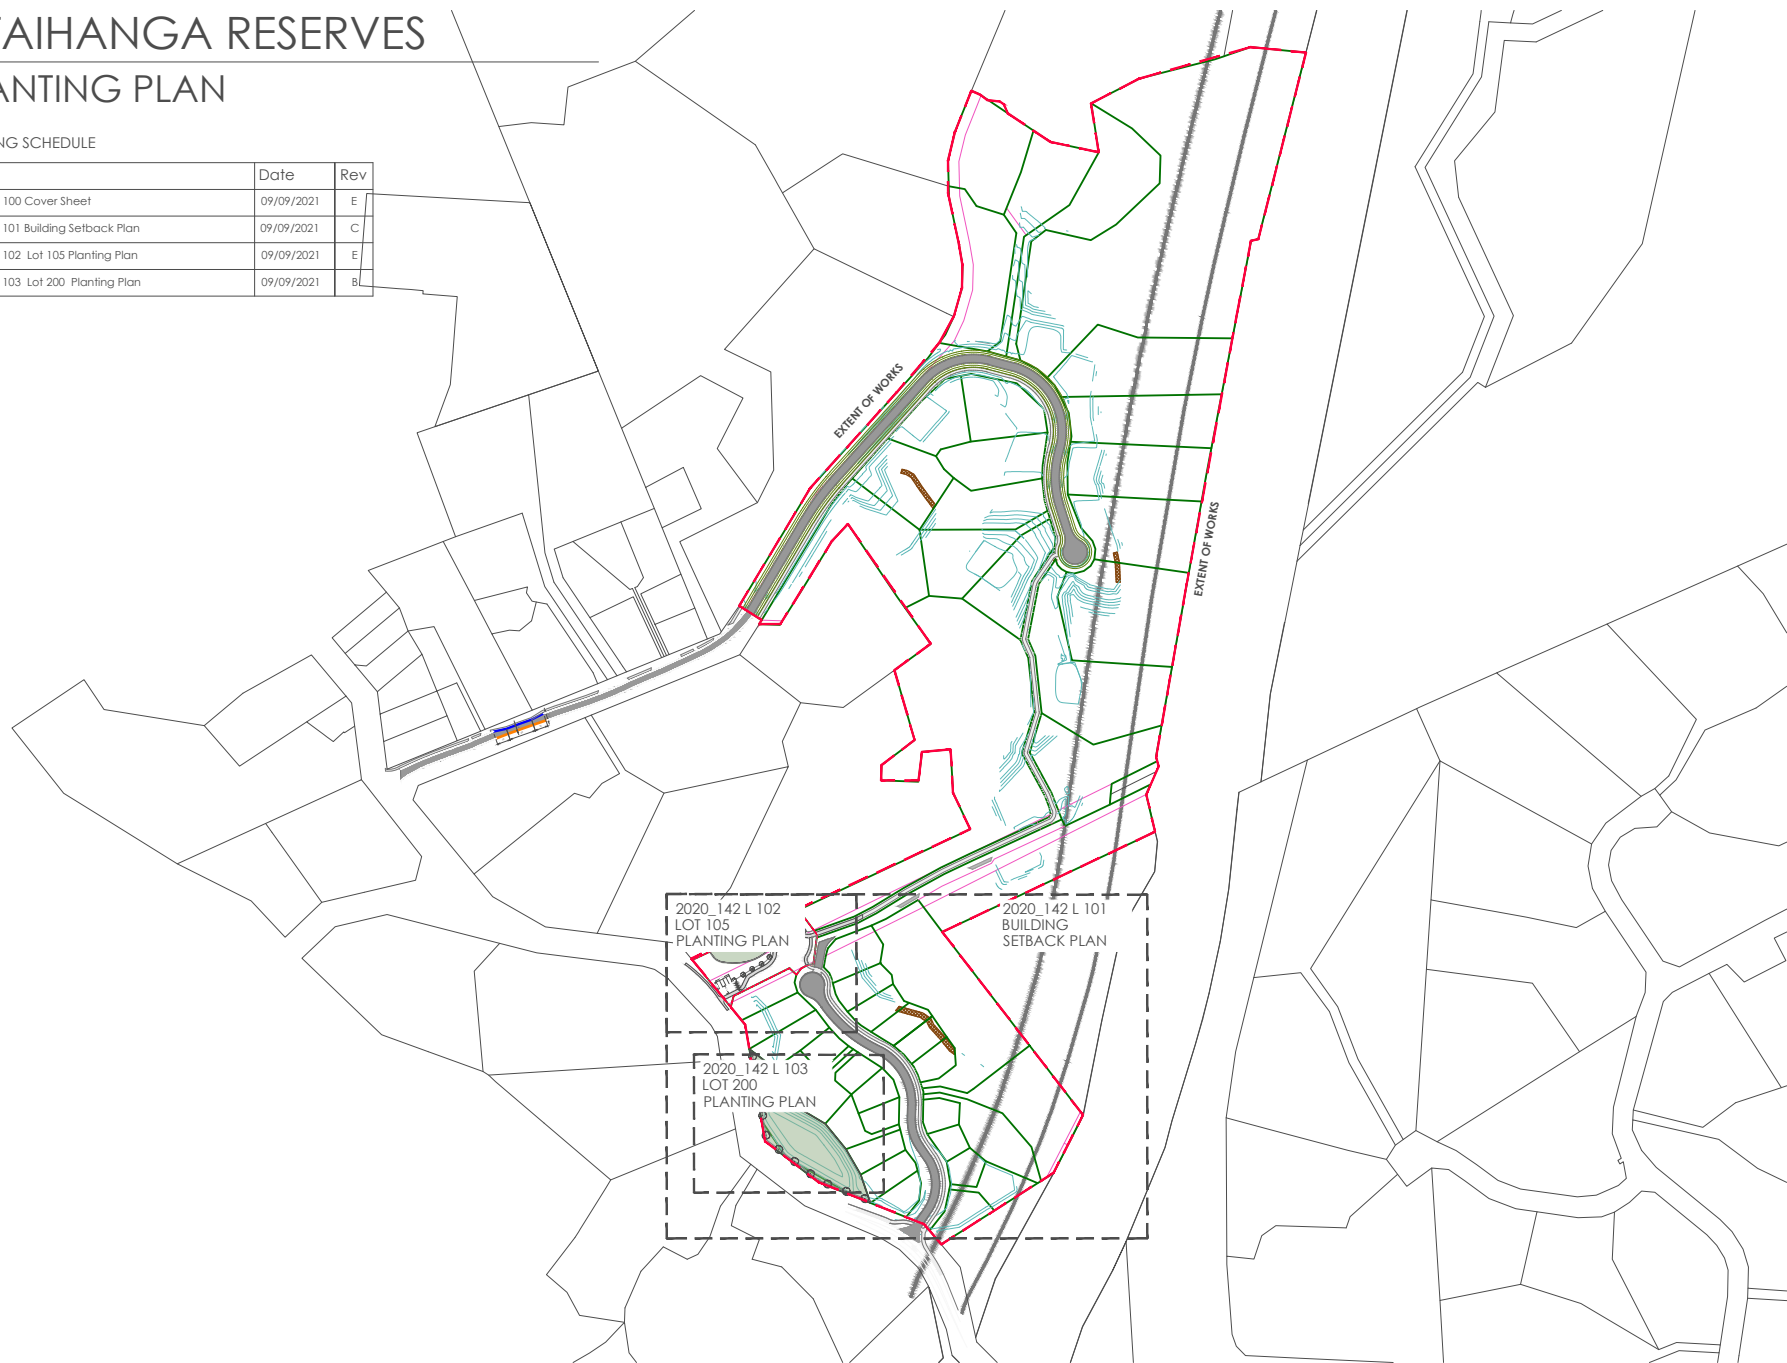 AIHANGA RESERVES
ANTING PLAN
NG SCHEDULE
Date Rev
100 Cover Sheet 09/09/2021 E
101 Building Setback Plan 09/09/2021 C
102 Lot 105 Planting Plan 09/09/2021 E
103 Lot 200 Planting Plan 09/09/2021 B
EXTENT OF WORKS
EXTENT OF WORKS
2020_142 L 102
LOT 105
PLANTING PLAN
2020_142 L 101
BUILDING
SETBACK PLAN
2020_142 L 103
LOT 200
PLANTING PLAN